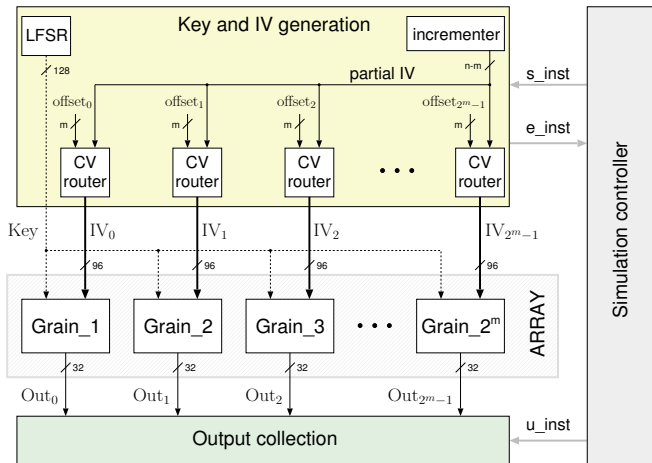 LFSR
Key and IV generation
incrementer
128
n-m
partial IV
s_inst
offset₀
offset₁
offset₂
offset₂ᵐ₋₁
m
m
m
m
e_inst
CV router
CV router
CV router
• • •
CV router
Key
IV₀
IV₁
IV₂
IV₂ᵐ₋₁
96
96
96
96
Grain_1
Grain_2
Grain_3
• • •
Grain_2ᵐ
ARRAY
Simulation controller
32
32
32
32
Out₀
Out₁
Out₂
Out₂ᵐ₋₁
Output collection
u_inst